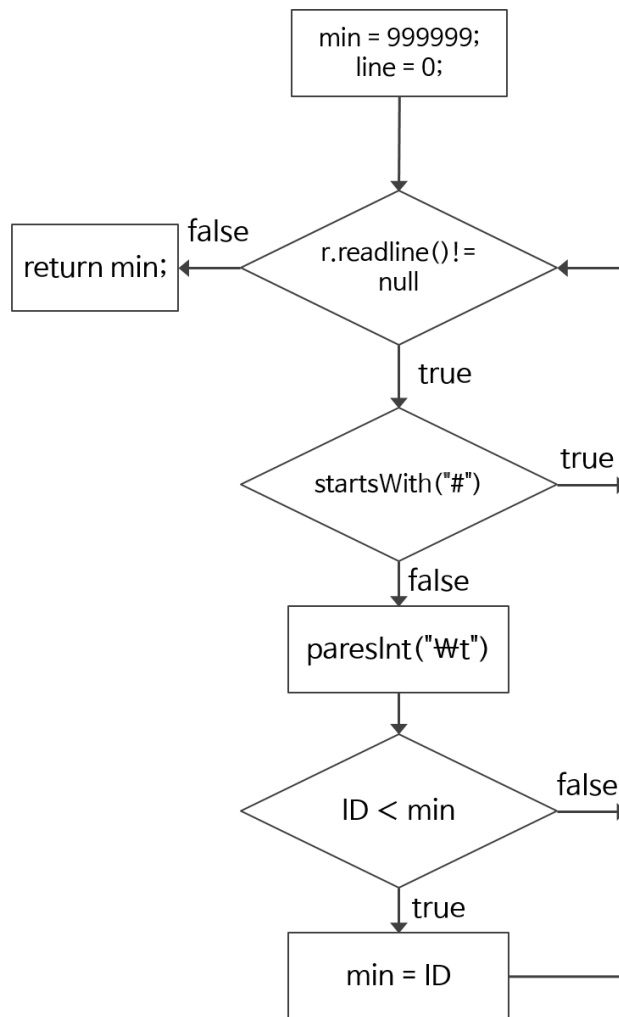 min = 999999;
line = 0;
false
return min;
r.readline()!=
null
true
startsWith("#")
true
false
paresInt("₩t")
ID < min
false
true
min = ID